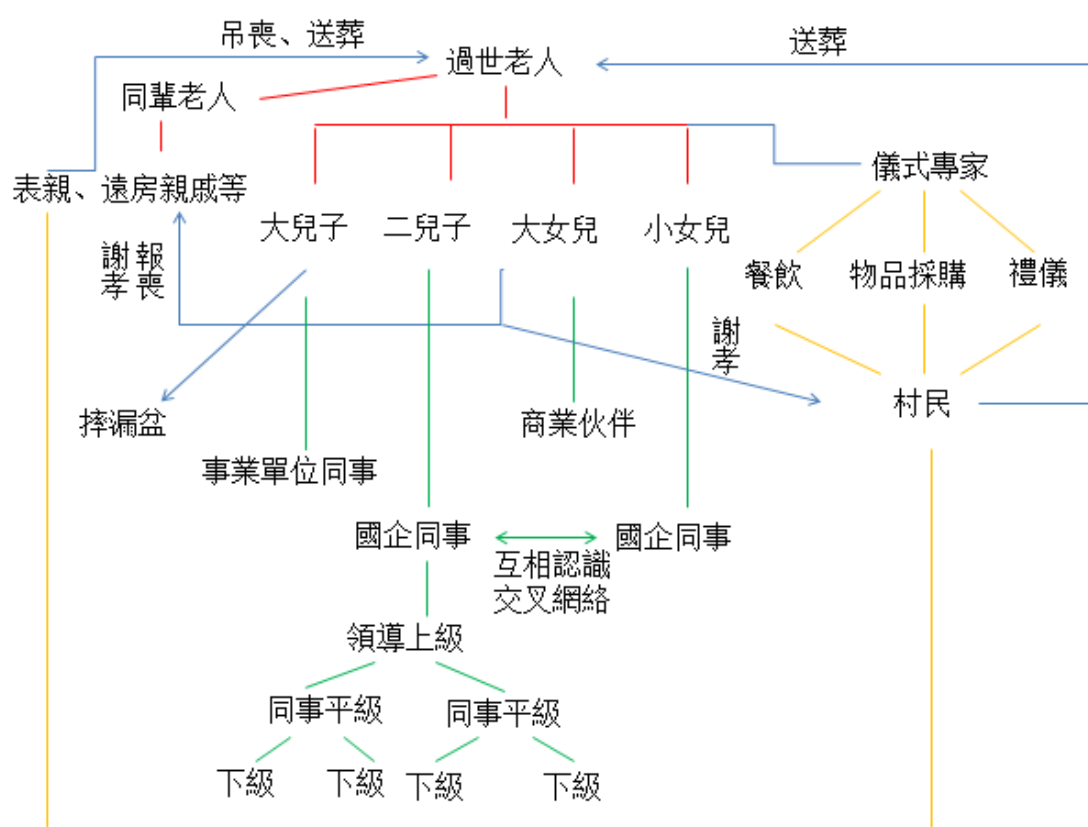 吊喪、送葬
送葬
過世老人
同輩老人
儀式專家
表親、遠房親戚等
大兒子
二兒子
大女兒
小女兒
報喪
謝孝
餐飲
物品採購
禮儀
謝孝
村民
摔漏盆
商業伙伴
事業單位同事
國企同事
國企同事
互相認識
交叉網絡
領導上級
同事平級
同事平級
下級
下級
下級
下級